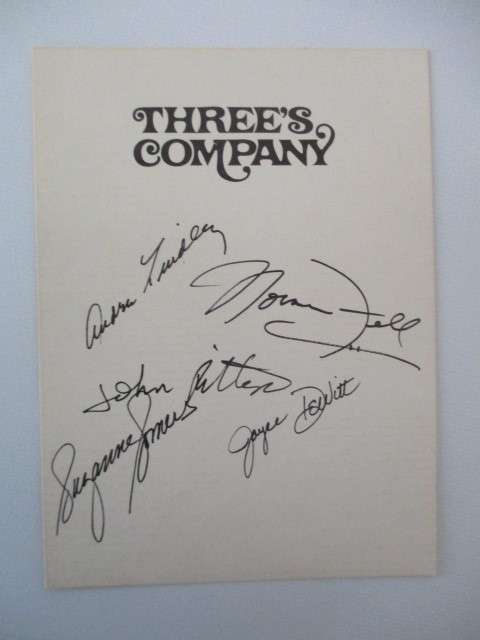 THREE'S
COMPANY
Audra Lindley
Norman Fell
John Ritter
Suzanne Somers
Joyce DeWitt